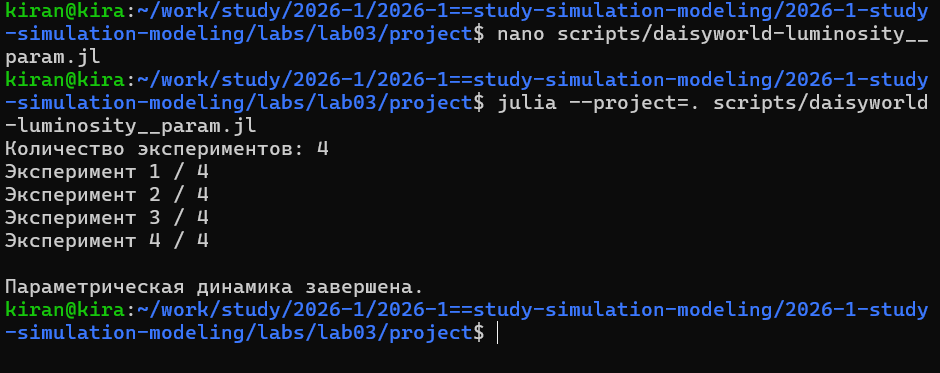 kiran@kira:~/work/study/2026-1/2026-1==study-simulation-modeling/2026-1-study
-simulation-modeling/labs/lab03/project$ nano scripts/daisyworld-luminosity__
param.jl
kiran@kira:~/work/study/2026-1/2026-1==study-simulation-modeling/2026-1-study
-simulation-modeling/labs/lab03/project$ julia --project=. scripts/daisyworld
-luminosity__param.jl
Количество экспериментов: 4
Эксперимент 1 / 4
Эксперимент 2 / 4
Эксперимент 3 / 4
Эксперимент 4 / 4
Параметрическая динамика завершена.
kiran@kira:~/work/study/2026-1/2026-1==study-simulation-modeling/2026-1-study
-simulation-modeling/labs/lab03/project$